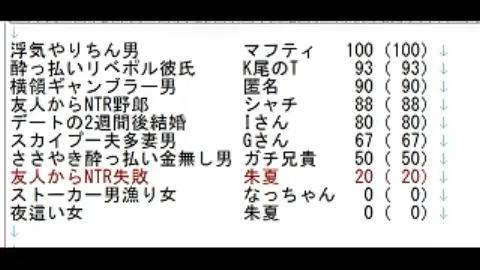 浮気やりちん男 マフティ 100 (100) ↓
酔っ払いリベポル彼氏 K尾のT 93 ( 93) ↓
横領ギャンブラー男 匿名 90 ( 90) ↓
友人からNTR野郎 シャチ 88 ( 88) ↓
デートの2週間後結婚 Iさん 80 ( 80) ↓
スカイプ一夫多妻男 Gさん 67 ( 67) ↓
ささやき酔っ払い金無し男 ガチ兄貴 50 ( 50) ↓
友人からNTR失敗 朱夏 20 ( 20) ↓
ストーカー男漁り女 なっちゃん 0 ( 0) ↓
夜這い女 朱夏 0 ( 0) ↓